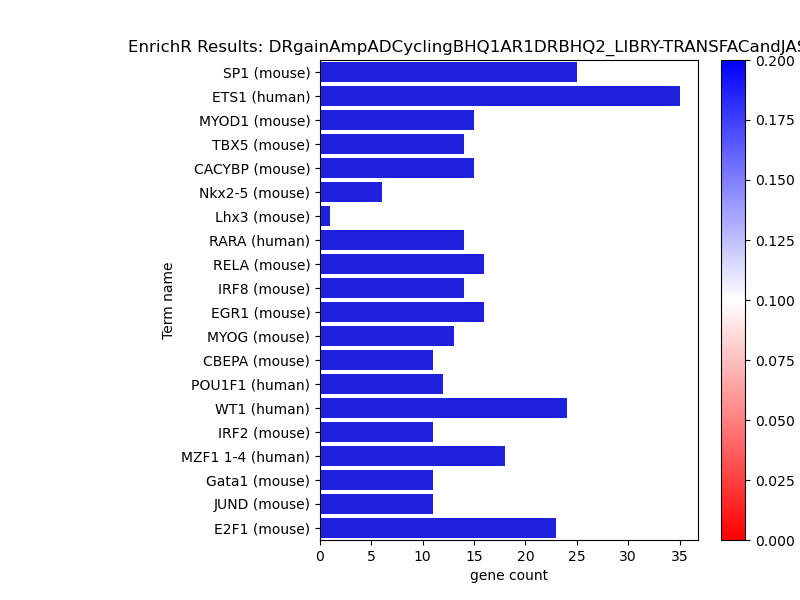 EnrichR Results: DRgainAmpADCyclingBHQ1AR1DRBHQ2_LIBRY-TRANSFACandJAS
SP1 (mouse)
ETS1 (human)
MYOD1 (mouse)
TBX5 (mouse)
CACYBP (mouse)
Nkx2-5 (mouse)
Lhx3 (mouse)
RARA (human)
RELA (mouse)
IRF8 (mouse)
EGR1 (mouse)
MYOG (mouse)
CBEPA (mouse)
POU1F1 (human)
WT1 (human)
IRF2 (mouse)
MZF1 1-4 (human)
Gata1 (mouse)
JUND (mouse)
E2F1 (mouse)
Term name
0 5 10 15 20 25 30 35
gene count
0.200
0.175
0.150
0.125
0.100
0.075
0.050
0.025
0.000